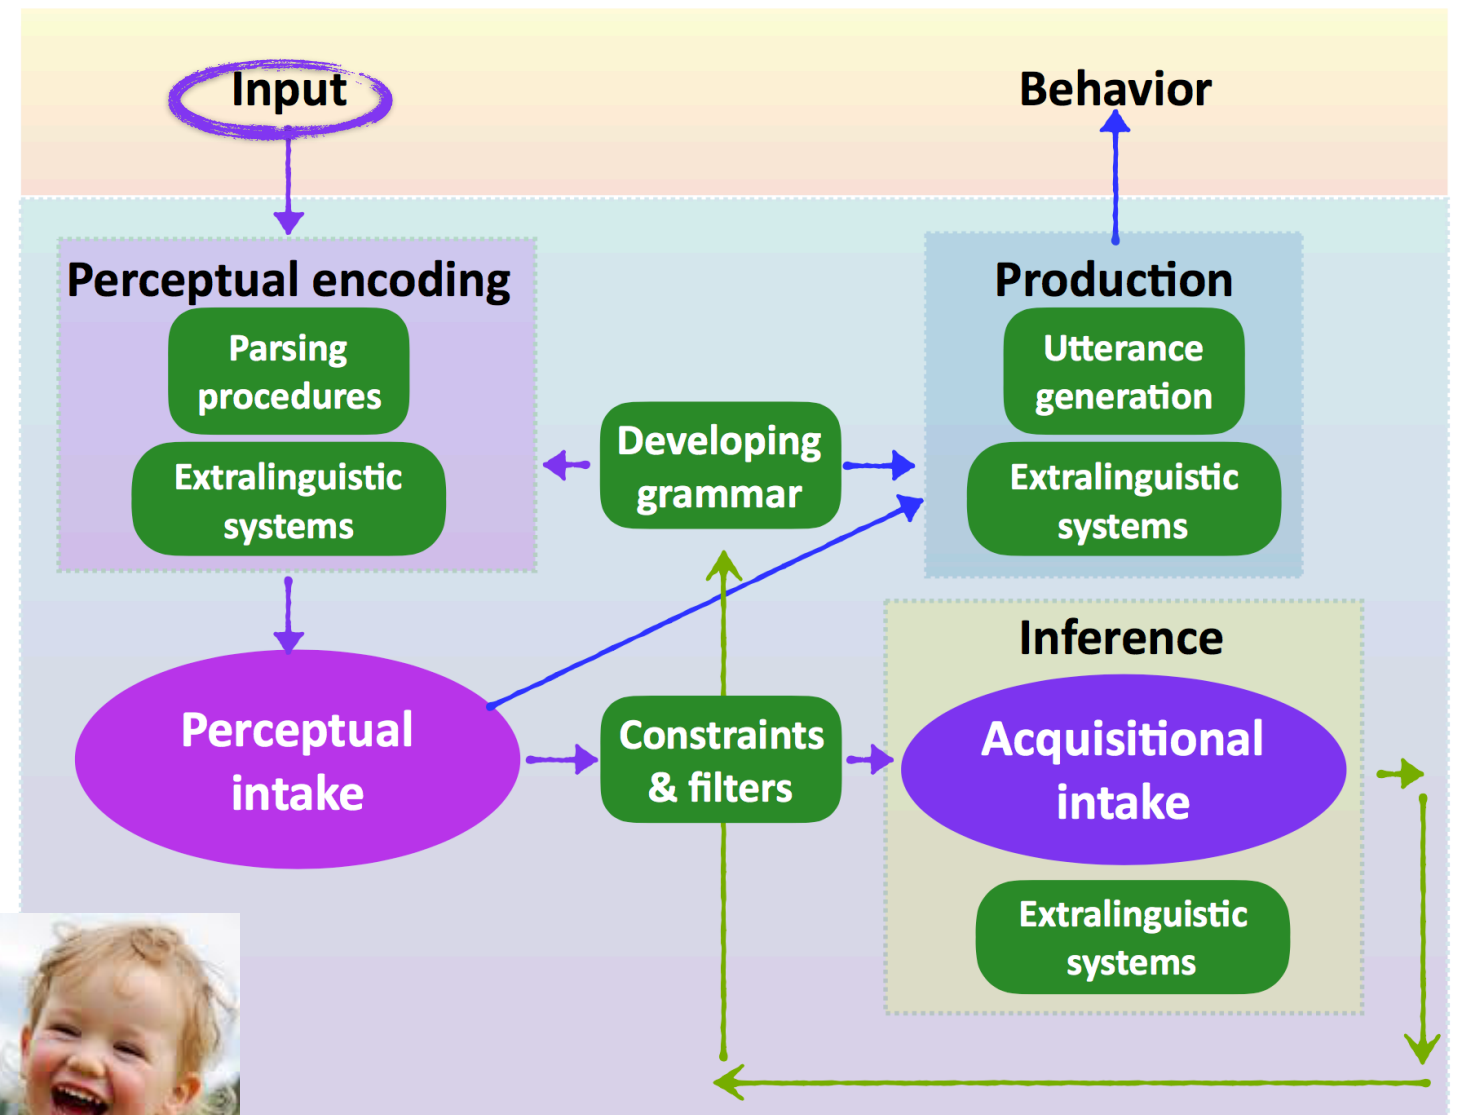 Input
Behavior
Perceptual encoding
Parsing
procedures
Extralinguistic
systems
Production
Utterance
generation
Extralinguistic
systems
Developing
grammar
Perceptual
intake
Constraints
& filters
Inference
Acquisitional
intake
Extralinguistic
systems